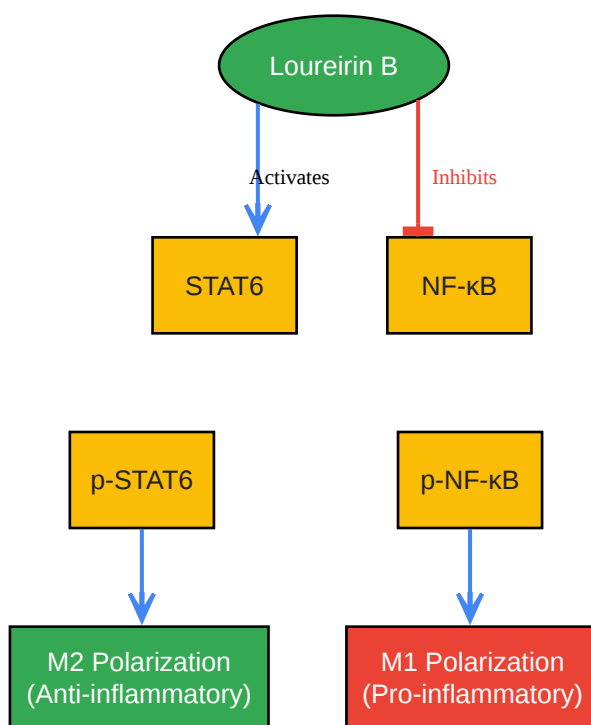 Loureirin B
Activates
Inhibits
STAT6
NF-κB
p-STAT6
p-NF-κB
M2 Polarization
(Anti-inflammatory)
M1 Polarization
(Pro-inflammatory)